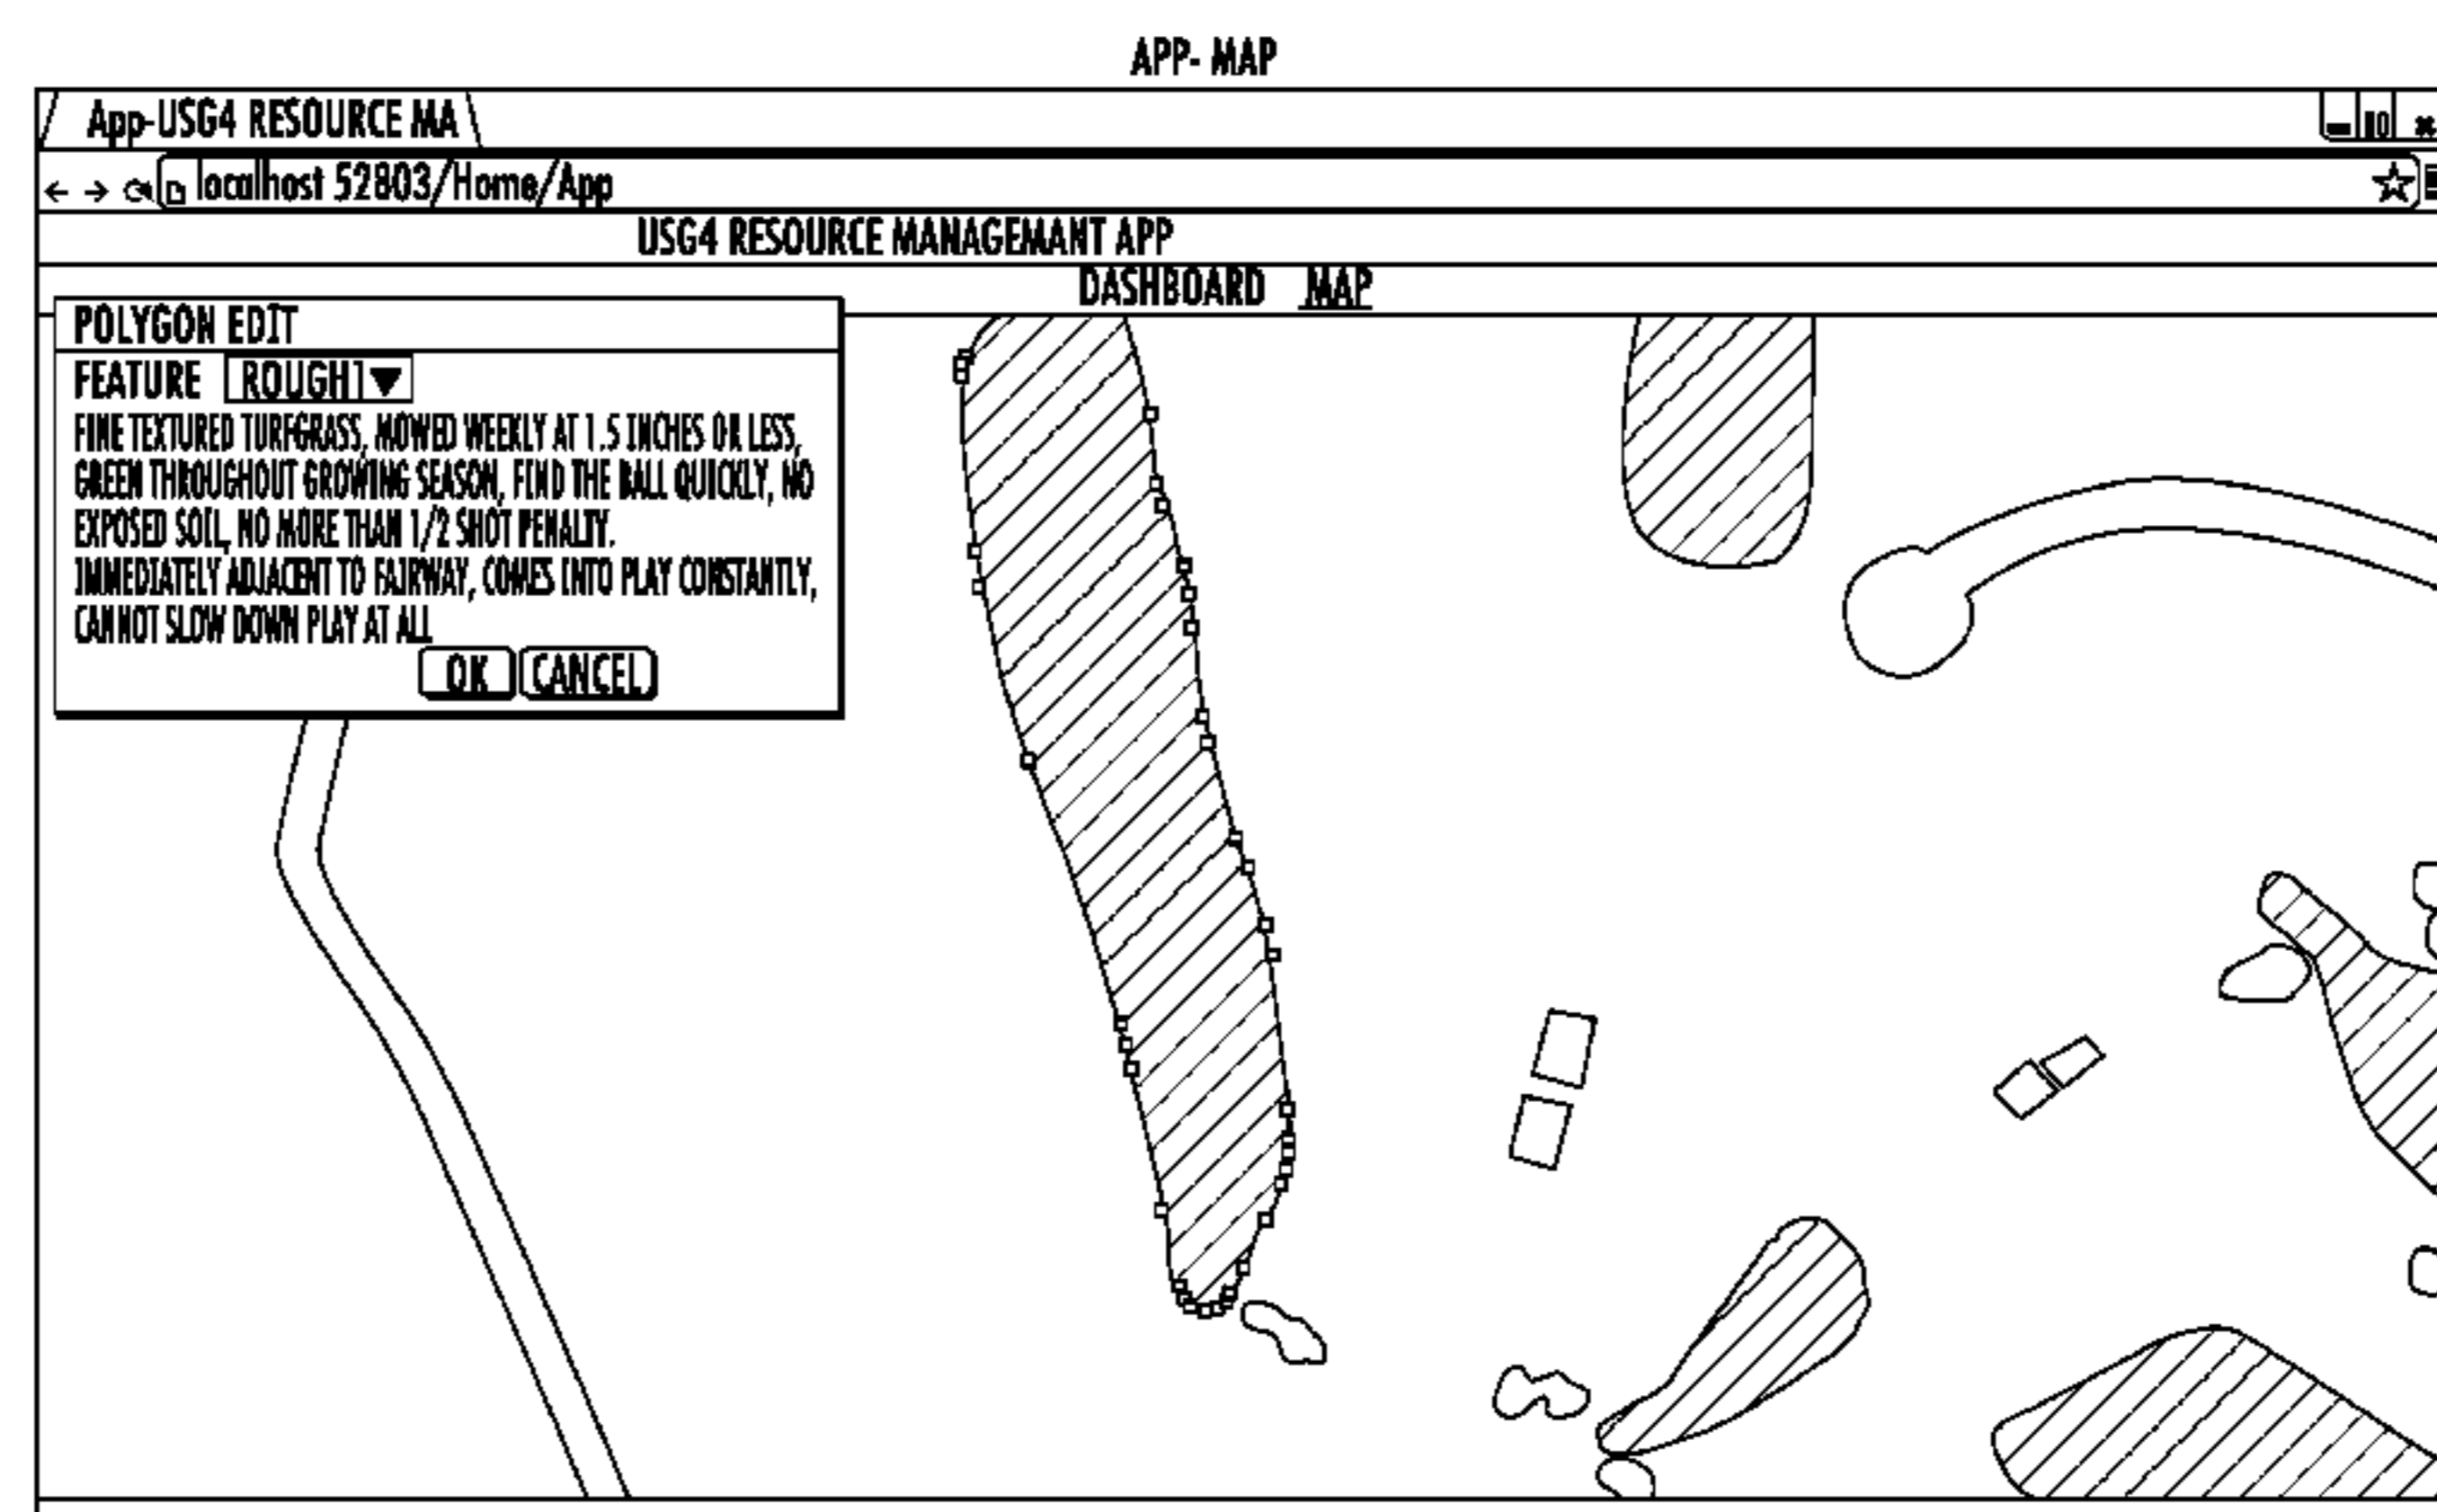 APP- MAP
App-USG4 RESOURCE MA
localhost 52803/Home/App
USG4 RESOURCE MANAGEMANT APP
DASHBOARD MAP
POLYGON EDIT
FEATURE ROUGH1
FINE TEXTURED TURFGRASS, MOWED WEEKLY AT 1.5 INCHES OR LESS,
GREEN THROUGHOUT GROWING SEASON, FIND THE BALL QUICKLY, NO
EXPOSED SOIL, NO MORE THAN 1/2 SHOT PENALTY.
IMMEDIATELY ADJACENT TO FAIRWAY, COMES INTO PLAY CONSTANTLY,
CANNOT SLOW DOWN PLAY AT ALL
OK CANCEL